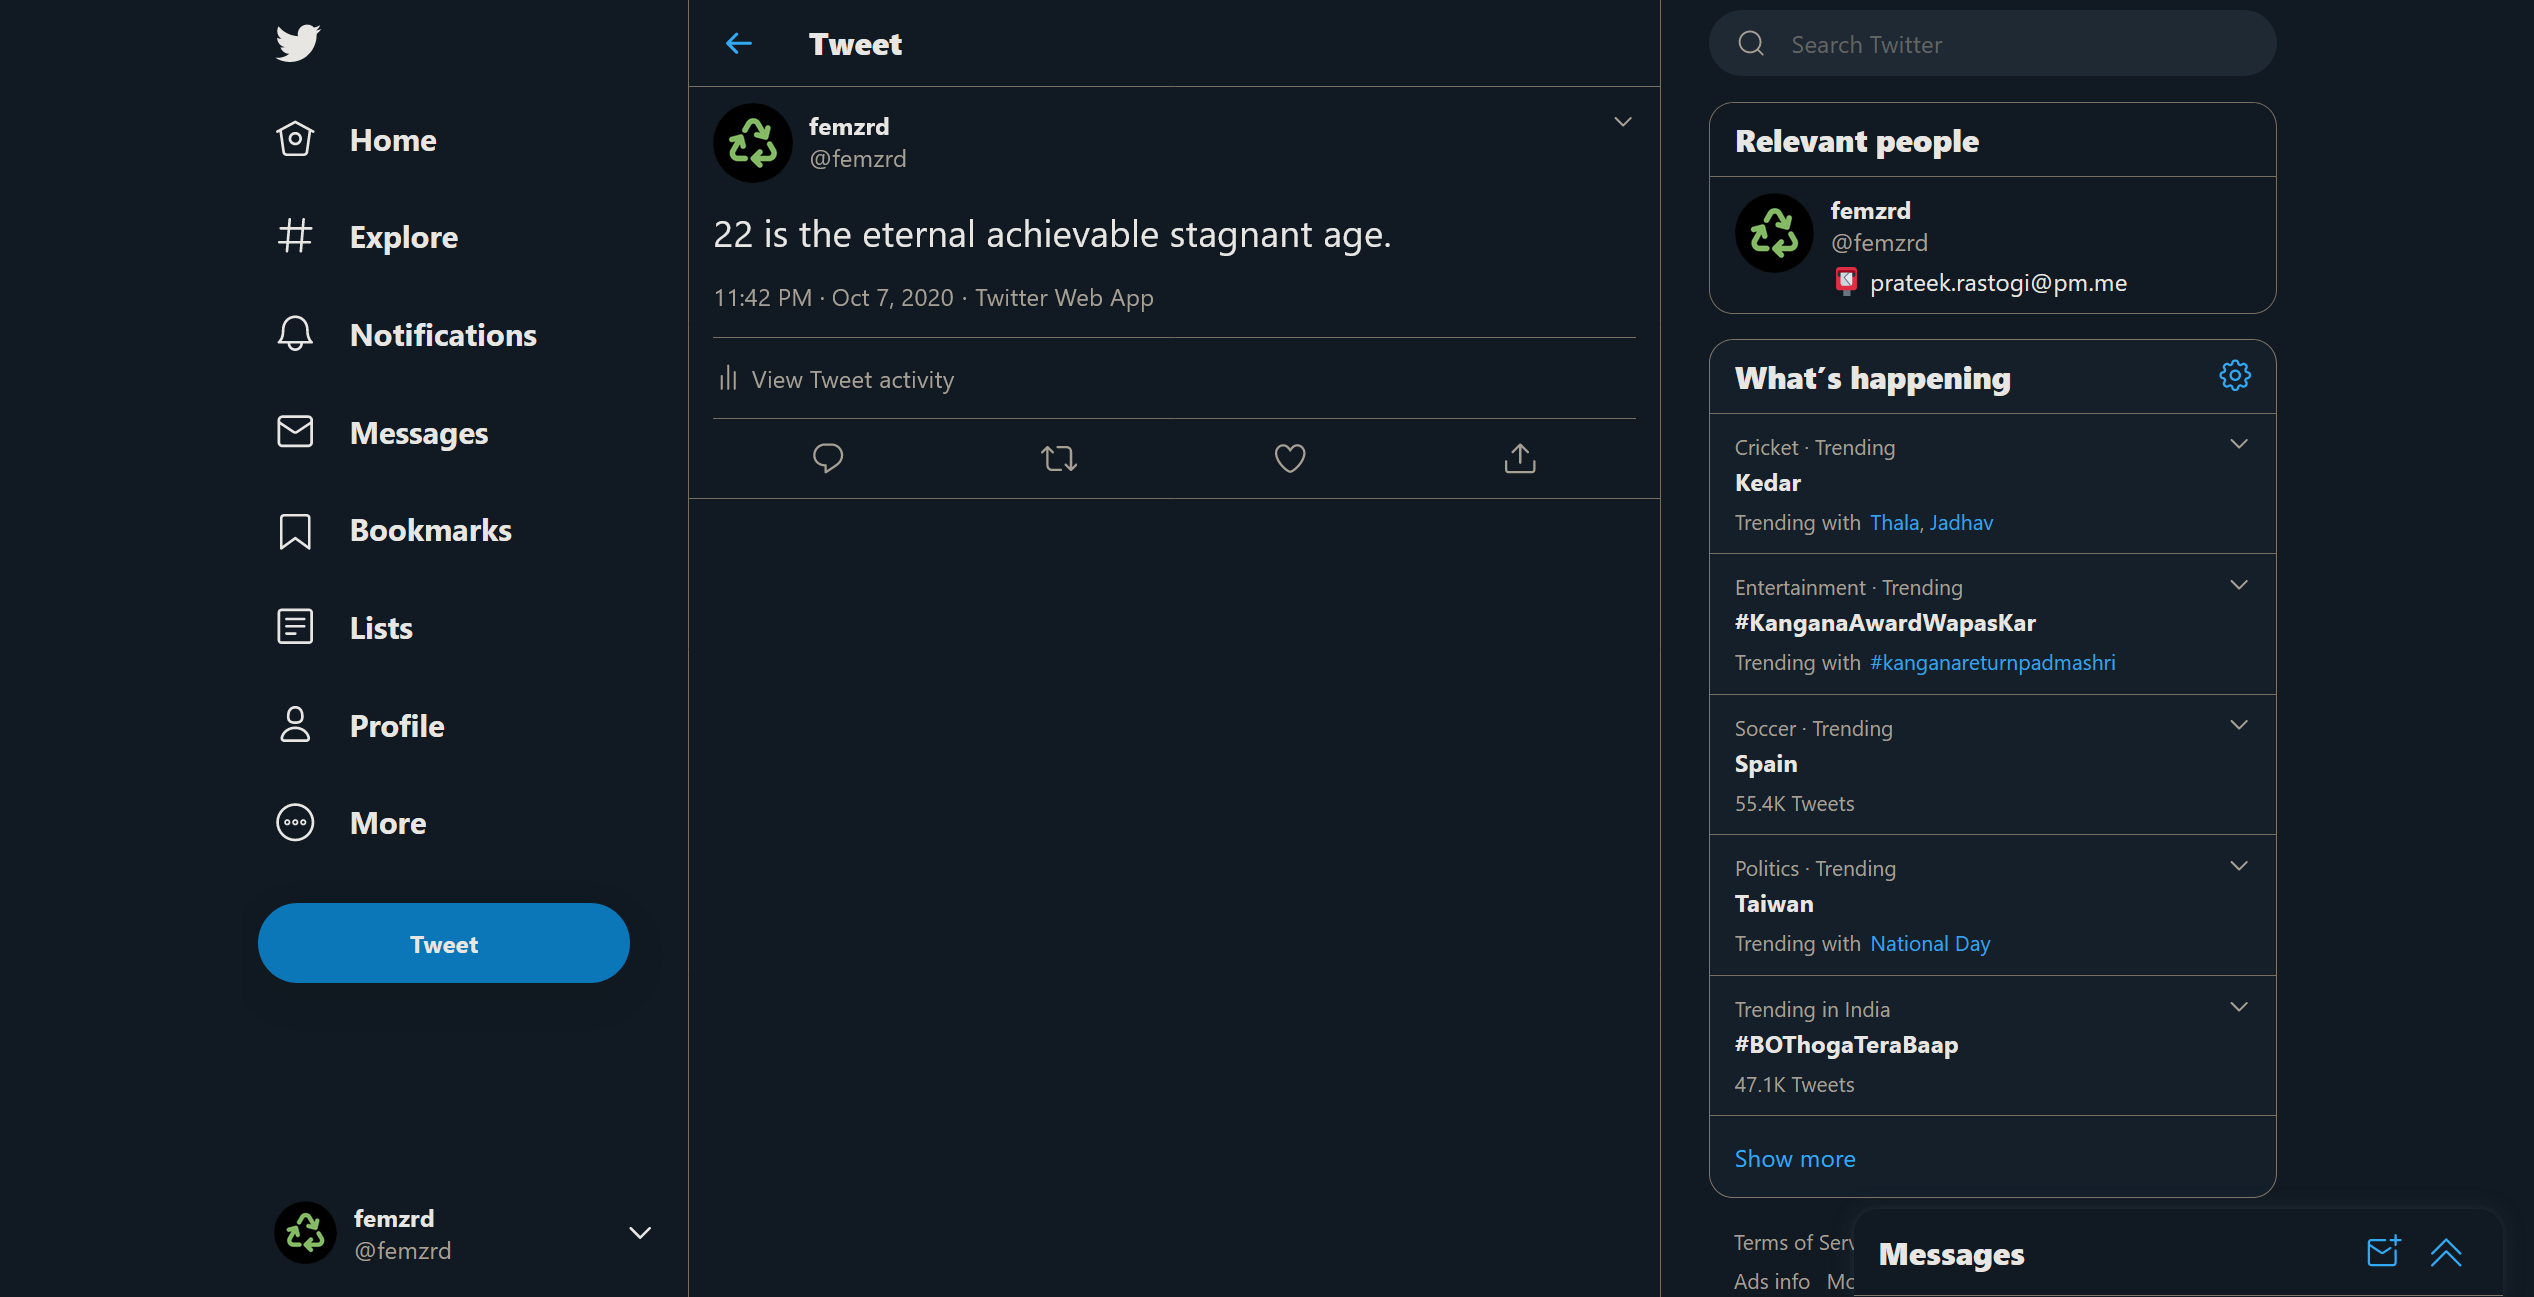 Home
Explore
Notifications
Messages
Bookmarks
Lists
Profile
More
Tweet
femzrd
@femzrd
Tweet
femzrd
@femzrd
22 is the eternal achievable stagnant age.
11:42 PM · Oct 7, 2020 · Twitter Web App
View Tweet activity
Search Twitter
Relevant people
femzrd
@femzrd
prateek.rastogi@pm.me
What's happening
Cricket · Trending
Kedar
Trending with Thala, Jadhav
Entertainment · Trending
#KanganaAwardWapasKar
Trending with #kanganareturnpadmashri
Soccer · Trending
Spain
55.4K Tweets
Politics · Trending
Taiwan
Trending with National Day
Trending in India
#BOThogaTeraBaap
47.1K Tweets
Show more
Terms of Serv
Ads info Mo
Messages